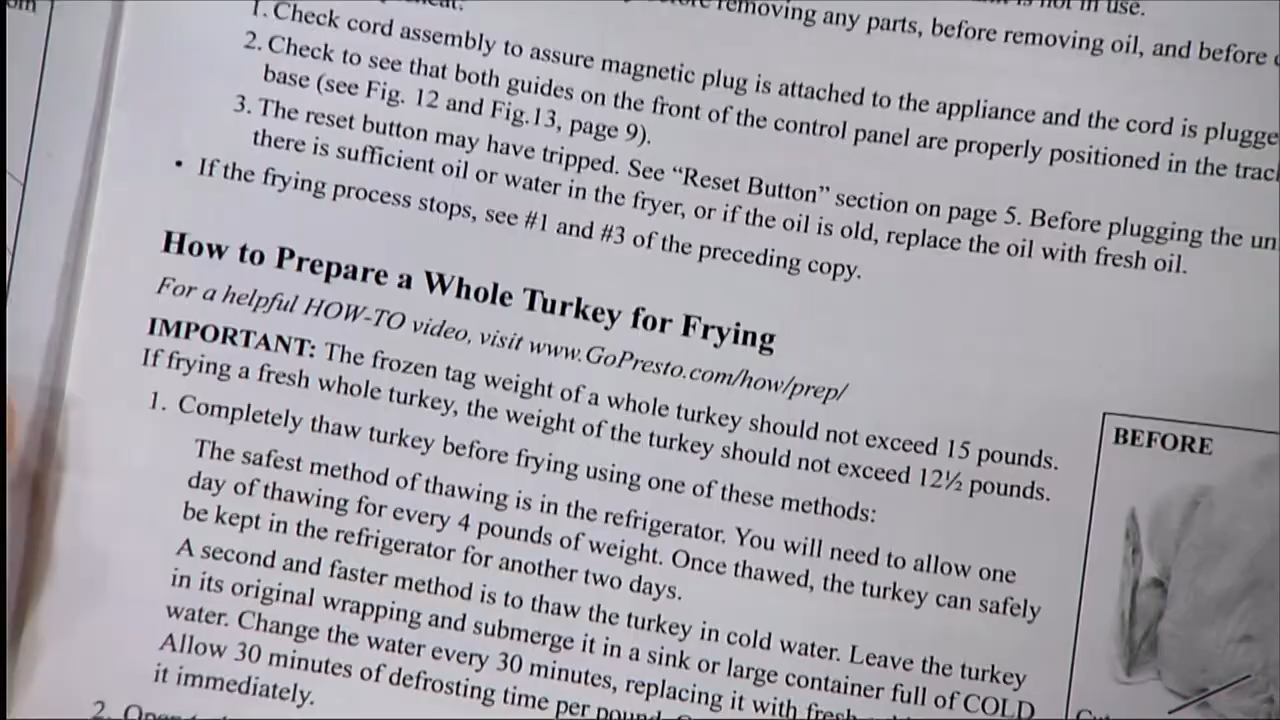 not in use.
removing any parts, before removing oil, and before
1. Check cord assembly to assure magnetic plug is attached to the appliance and the cord is plugge
2. Check to see that both guides on the front of the control panel are properly positioned in the trac
base (see Fig. 12 and Fig.13, page 9).
3. The reset button may have tripped. See “Reset Button” section on page 5. Before plugging the un
there is sufficient oil or water in the fryer, or if the oil is old, replace the oil with fresh oil.
• If the frying process stops, see #1 and #3 of the preceding copy.
How to Prepare a Whole Turkey for Frying
For a helpful HOW-TO video, visit www.GoPresto.com/how/prep/
IMPORTANT: The frozen tag weight of a whole turkey should not exceed 15 pounds.
If frying a fresh whole turkey, the weight of the turkey should not exceed 12½ pounds.
1. Completely thaw turkey before frying using one of these methods:
The safest method of thawing is in the refrigerator. You will need to allow one
day of thawing for every 4 pounds of weight. Once thawed, the turkey can safely
be kept in the refrigerator for another two days.
A second and faster method is to thaw the turkey in cold water. Leave the turkey
in its original wrapping and submerge it in a sink or large container full of COLD
water. Change the water every 30 minutes, replacing it with fresh
Allow 30 minutes of defrosting time per pound.
it immediately.
2.
BEFORE